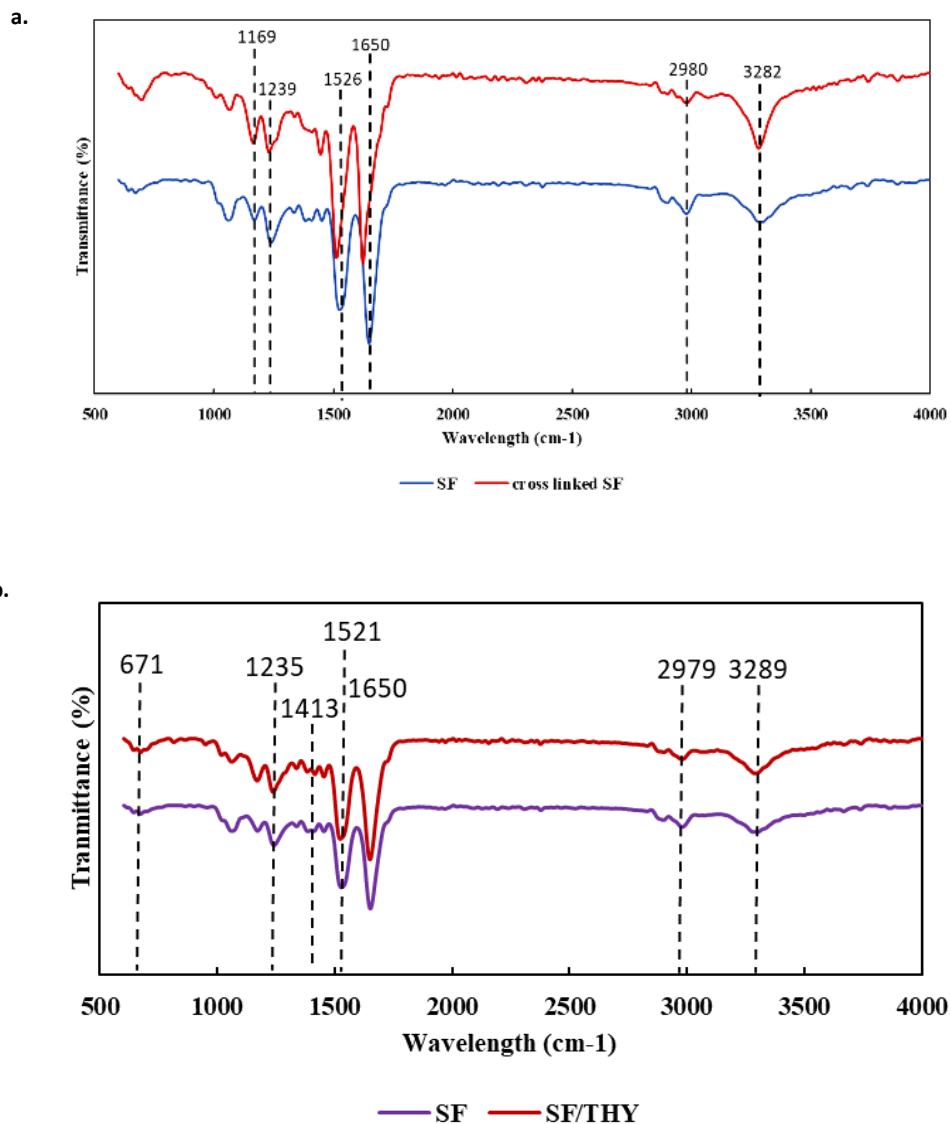 a.
1169
1650
1239
1526
2980
3282
Transmittance (%)
500 1000 1500 2000 2500 3000 3500 4000
Wavelength (cm-1)
SF cross linked SF
1521
671
1235
1650
2979 3289
1413
Tranmittance (%)
500 1000 1500 2000 2500 3000 3500 4000
Wavelength (cm-1)
SF SF/THY